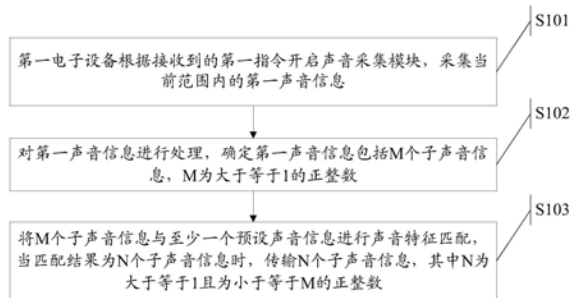 S101
第一电子设备根据接收到的第一指令开启声音采集模块，采集当
前范围内的第一声音信息
S102
对第一声音信息进行处理，确定第一声音信息包括M个子声音信
息，M为大于等于1的正整数
S103
将M个子声音信息与至少一个预设声音信息进行声音特征匹配，
当匹配结果为N个子声音信息时，传输N个子声音信息，其中N为
大于等于1且为小于等于M的正整数